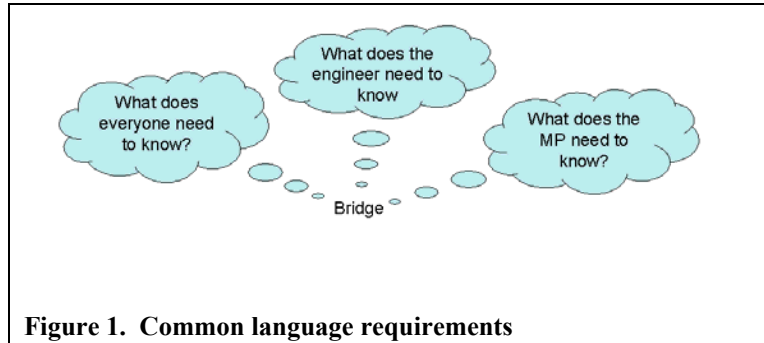 What does the
engineer need to
know
What does
everyone need
to know?
What does the
MP need to
know?
Bridge
Figure 1. Common language requirements